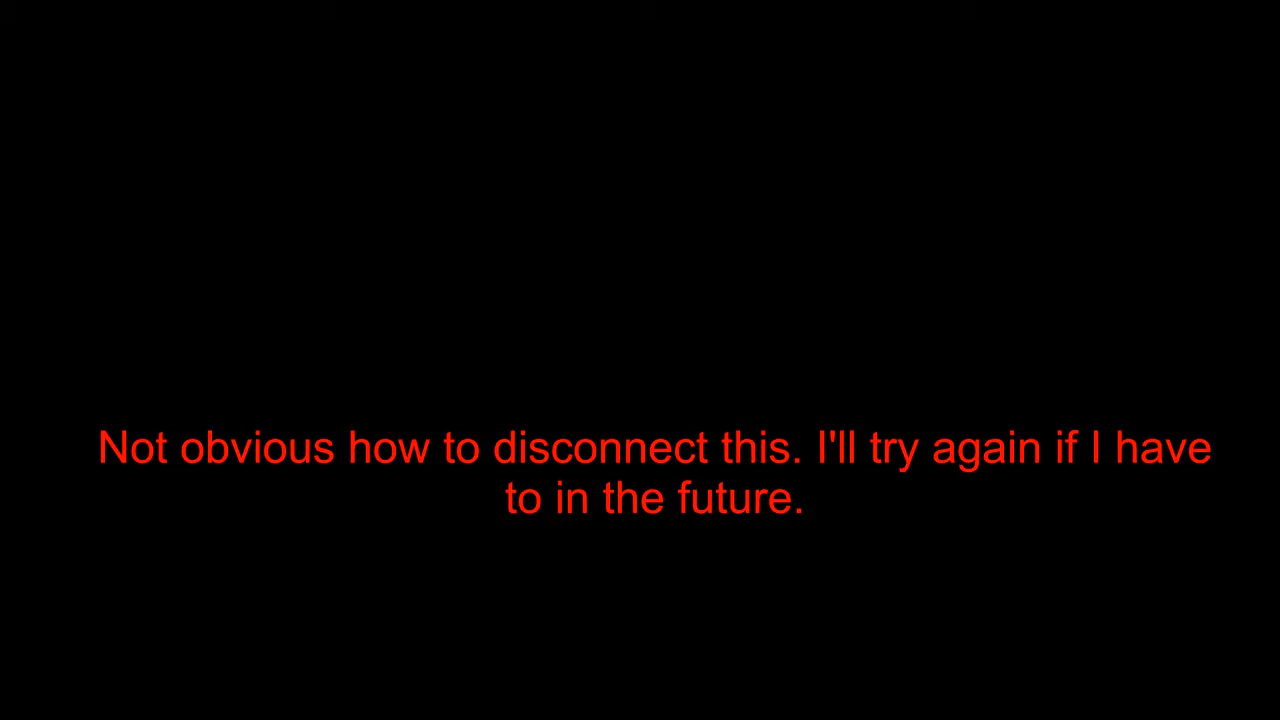 Not obvious how to disconnect this. I'll try again if I have
to in the future.